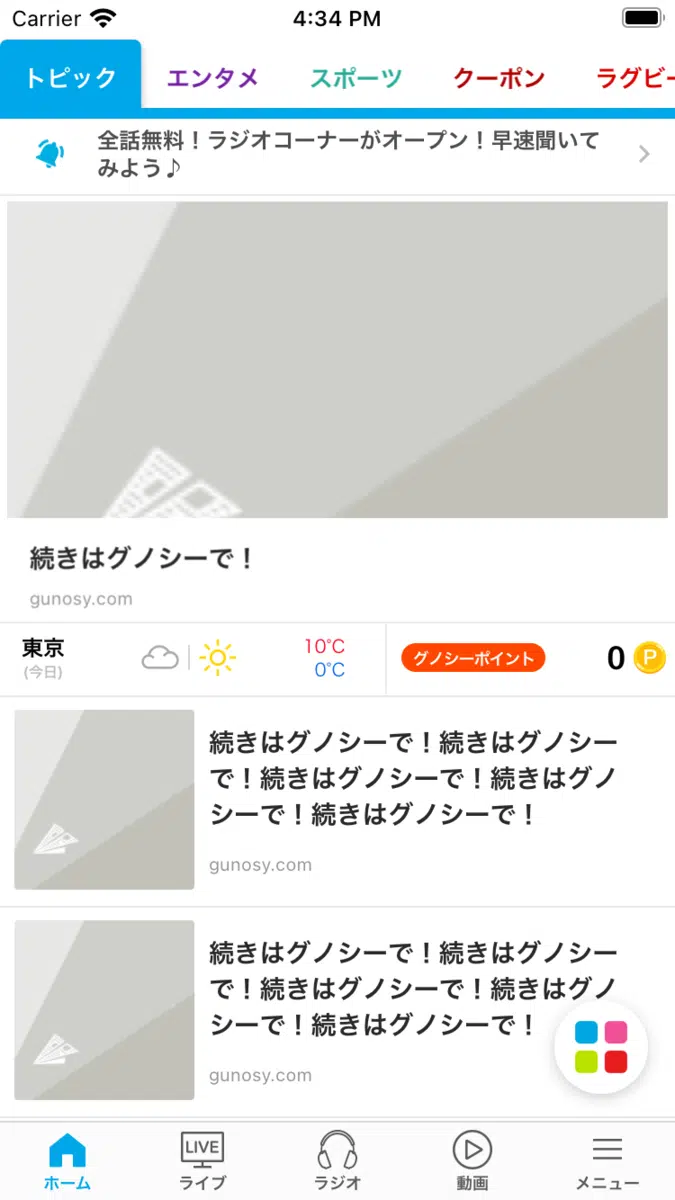 Carrier 4:34 PM
トピック エンタメ スポーツ クーポン ラグビー
全話無料！ラジオコーナーがオープン！早速聞いて
みよう♪
続きはグノシーで！
gunosy.com
東京
(今日)
10℃
0℃
グノシーポイント 0 P
続きはグノシーで！続きはグノシー
で！続きはグノシーで！続きはグノ
シーで！続きはグノシーで！
gunosy.com
続きはグノシーで！続きはグノシー
で！続きはグノシーで！続きはグノ
シーで！続きはグノシーで！
gunosy.com
LIVE
ホーム ライブ ラジオ 動画 メニュー